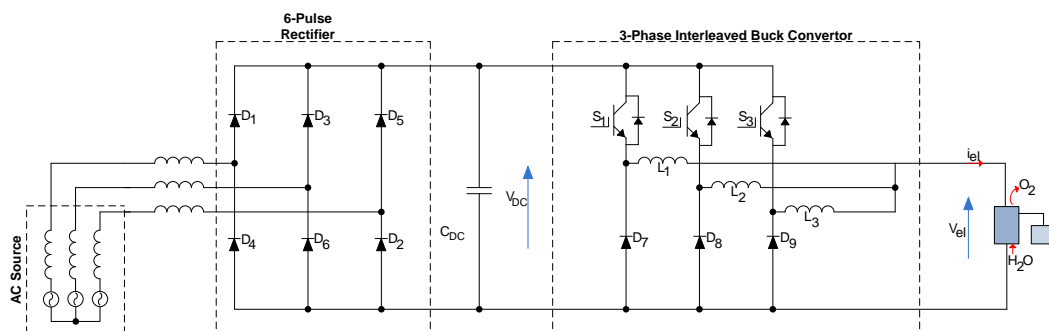 6-Pulse
Rectifier
3-Phase Interleaved Buck Convertor
D1
D3
D5
S1
S2
S3
iel
L1
O2
L2
VDC
CDC
L3
Vel
D4
D6
D2
D7
D8
D9
H2O
AC Source